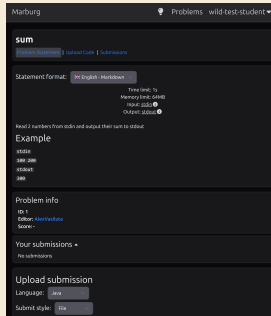 Marburg Problems wild-test-student
sum
Problem Statement | Upload Code | Submissions
Statement format: English - Markdown
Time limit: 1s
Memory limit: 64MB
Input: stdin
Output: stdout
Read 2 numbers from stdin and output their sum to stdout
Example
stdin
100 200
stdout
300
Problem info
ID: 1
Editor: AlexVasiluta
Score: -
Your submissions
No submissions
Upload submission
Language: Java
Submit style: File